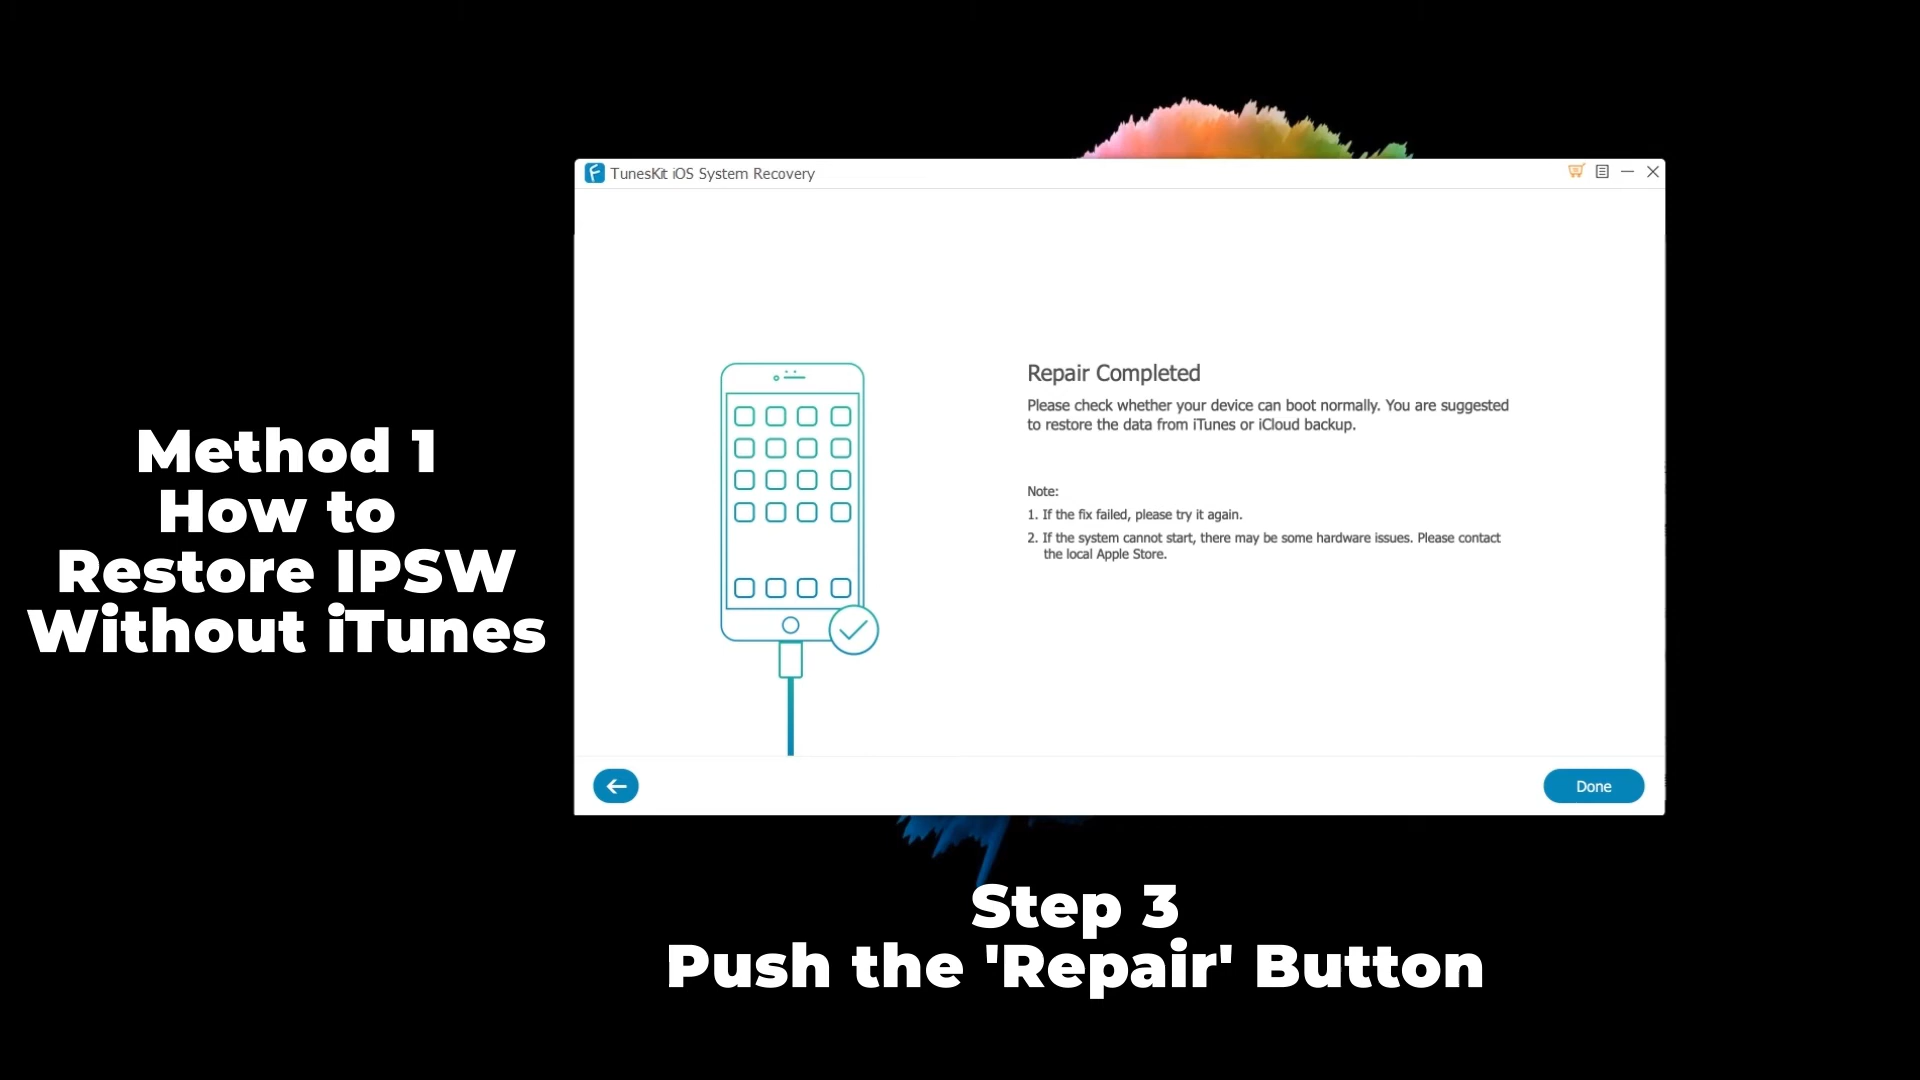 TunesKit iOS System Recovery
Repair Completed
Please check whether your device can boot normally. You are suggested
to restore the data from iTunes or iCloud backup.
Note:
1. If the fix failed, please try it again.
2. If the system cannot start, there may be some hardware issues. Please contact
the local Apple Store.
Done
Method 1
How to
Restore IPSW
Without iTunes
Step 3
Push the 'Repair' Button